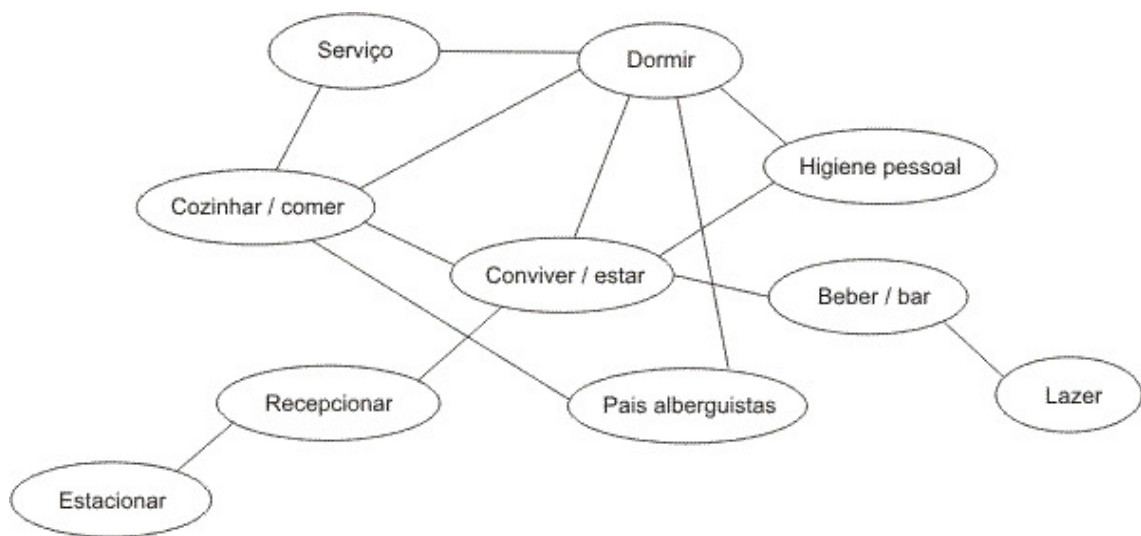 Serviço
Dormir
Higiene pessoal
Cozinhar / comer
Conviver / estar
Beber / bar
Recepcionar
Pais alberguistas
Lazer
Estacionar